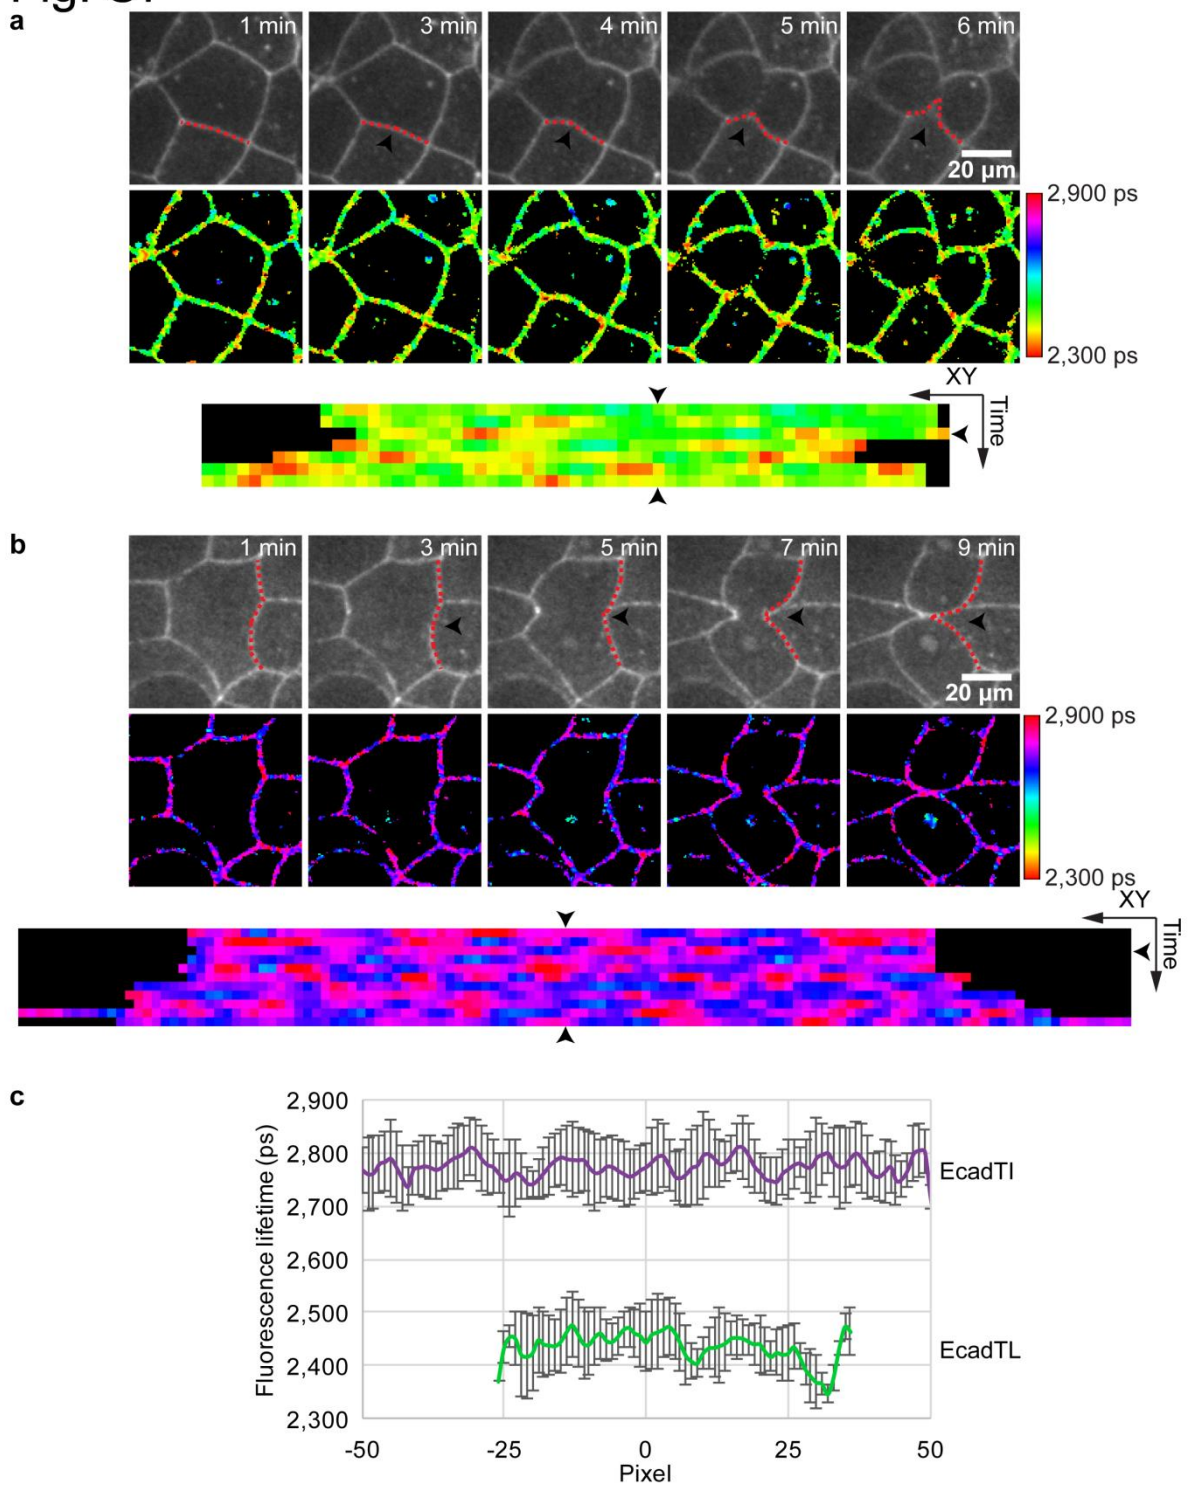 a
1 min 3 min 4 min 5 min 6 min
20 µm
2,900 ps
2,300 ps
XY
Time
b
1 min 3 min 5 min 7 min 9 min
20 µm
2,900 ps
2,300 ps
XY
Time
c
Fluorescence lifetime (ps)
2,900
2,800
2,700
2,600
2,500
2,400
2,300
EcadTI
EcadTL
-50 -25 0 25 50
Pixel